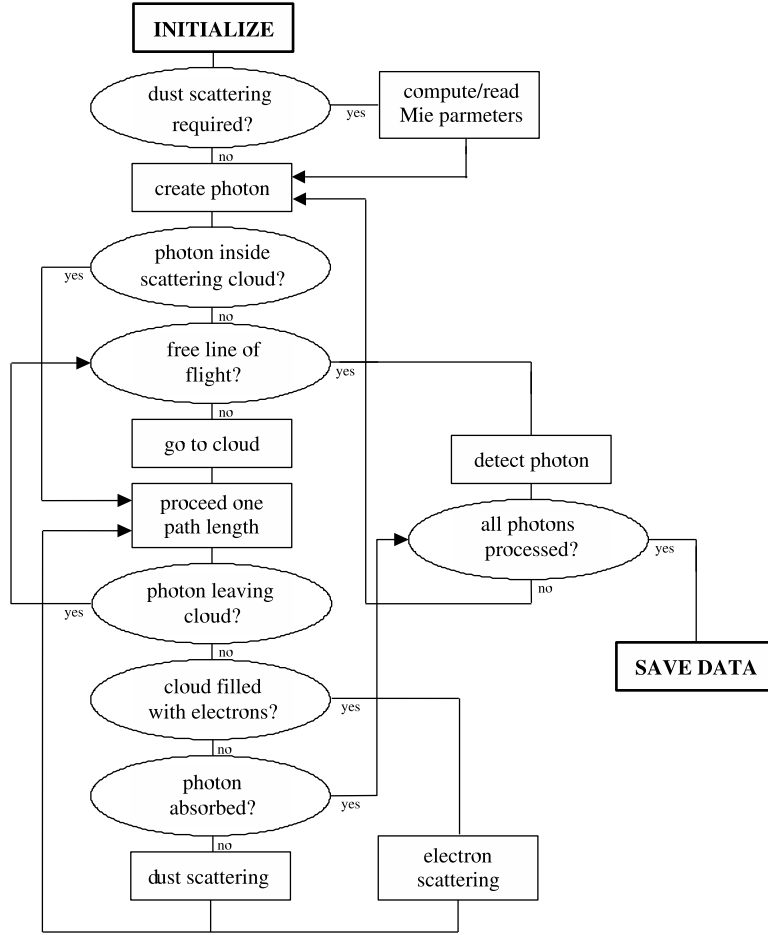 INITIALIZE
dust scattering
required?
yes
compute/read
Mie parmeters
no
create photon
photon inside
scattering cloud?
yes
no
free line of
flight?
yes
no
go to cloud
detect photon
proceed one
path length
all photons
processed?
yes
no
photon leaving
cloud?
yes
no
SAVE DATA
cloud filled
with electrons?
yes
no
photon
absorbed?
yes
no
dust scattering
electron
scattering